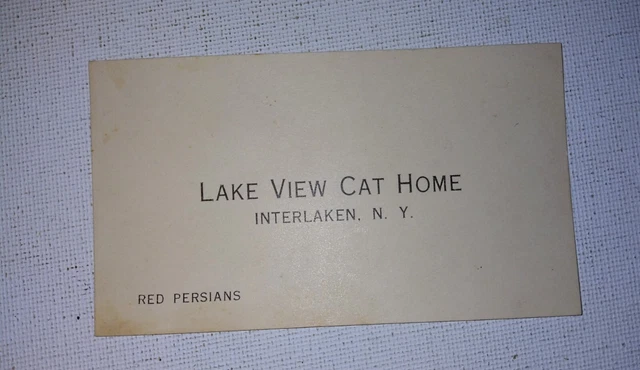 LAKE VIEW CAT HOME
INTERLAKEN, N. Y.
RED PERSIANS